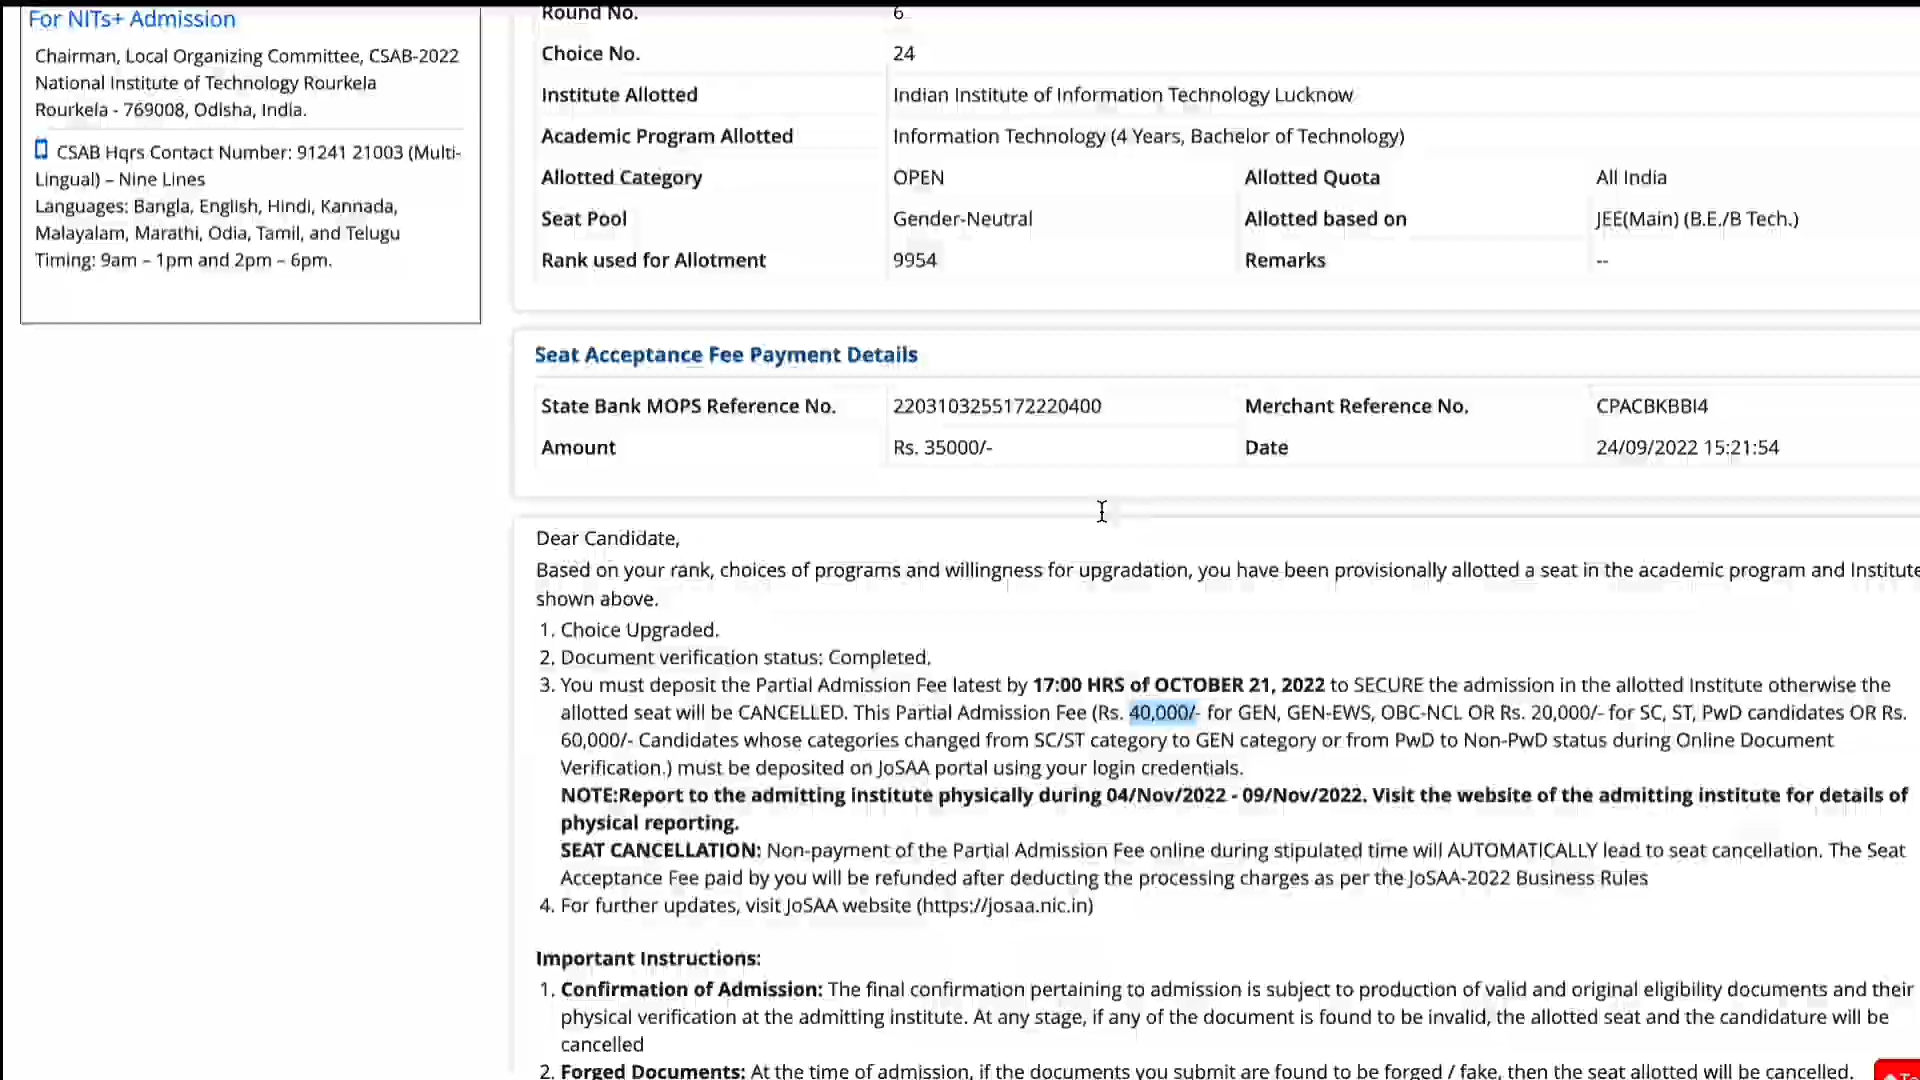 For NITs+ Admission
Chairman, Local Organizing Committee, CSAB-2022
National Institute of Technology Rourkela
Rourkela - 769008, Odisha, India.
CSAB Hqrs Contact Number: 91241 21003 (Multi-
Lingual) – Nine Lines
Languages: Bangla, English, Hindi, Kannada,
Malayalam, Marathi, Odia, Tamil, and Telugu
Timing: 9am – 1pm and 2pm – 6pm.
Round No. 6
Choice No. 24
Institute Allotted Indian Institute of Information Technology Lucknow
Academic Program Allotted Information Technology (4 Years, Bachelor of Technology)
Allotted Category OPEN Allotted Quota All India
Seat Pool Gender-Neutral Allotted based on JEE(Main) (B.E./B Tech.)
Rank used for Allotment 9954 Remarks --
Seat Acceptance Fee Payment Details
State Bank MOPS Reference No. 2203103255172220400 Merchant Reference No. CPACBKBBI4
Amount Rs. 35000/- Date 24/09/2022 15:21:54
Dear Candidate,
Based on your rank, choices of programs and willingness for upgradation, you have been provisionally allotted a seat in the academic program and Institute
shown above.
1. Choice Upgraded.
2. Document verification status: Completed.
3. You must deposit the Partial Admission Fee latest by 17:00 HRS of OCTOBER 21, 2022 to SECURE the admission in the allotted Institute otherwise the
allotted seat will be CANCELLED. This Partial Admission Fee (Rs. 40,000/- for GEN, GEN-EWS, OBC-NCL OR Rs. 20,000/- for SC, ST, PwD candidates OR Rs.
60,000/- Candidates whose categories changed from SC/ST category to GEN category or from PwD to Non-PwD status during Online Document
Verification.) must be deposited on JoSAA portal using your login credentials.
NOTE:Report to the admitting institute physically during 04/Nov/2022 - 09/Nov/2022. Visit the website of the admitting institute for details of
physical reporting.
SEAT CANCELLATION: Non-payment of the Partial Admission Fee online during stipulated time will AUTOMATICALLY lead to seat cancellation. The Seat
Acceptance Fee paid by you will be refunded after deducting the processing charges as per the JoSAA-2022 Business Rules
4. For further updates, visit JoSAA website (https://josaa.nic.in)
Important Instructions:
1. Confirmation of Admission: The final confirmation pertaining to admission is subject to production of valid and original eligibility documents and their
physical verification at the admitting institute. At any stage, if any of the document is found to be invalid, the allotted seat and the candidature will be
cancelled
2. Forged Documents: At the time of admission, if the documents you submit are found to be forged / fake, then the seat allotted will be cancelled.